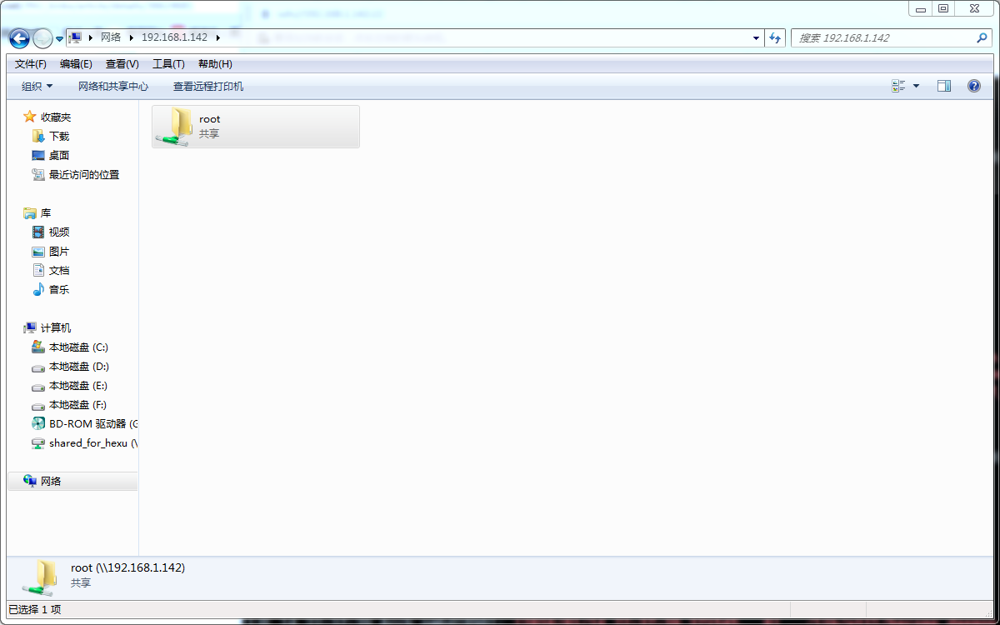 网络 192.168.1.142
搜索 192.168.1.142
文件(F) 编辑(E) 查看(V) 工具(T) 帮助(H)
组织 网络和共享中心 查看远程打印机
收藏夹
下载
桌面
最近访问的位置
库
视频
图片
文档
音乐
计算机
本地磁盘 (C:)
本地磁盘 (D:)
本地磁盘 (E:)
本地磁盘 (F:)
BD-ROM 驱动器 (G
shared_for_hexu (\
网络
root
共享
root (\\192.168.1.142)
共享
已选择 1 项